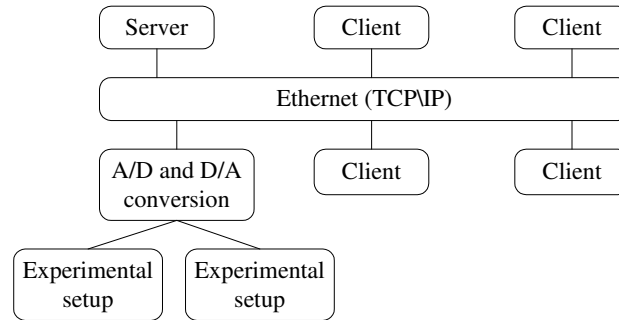 Server
Client
Client
Ethernet (TCP\IP)
A/D and D/A
conversion
Client
Client
Experimental
setup
Experimental
setup